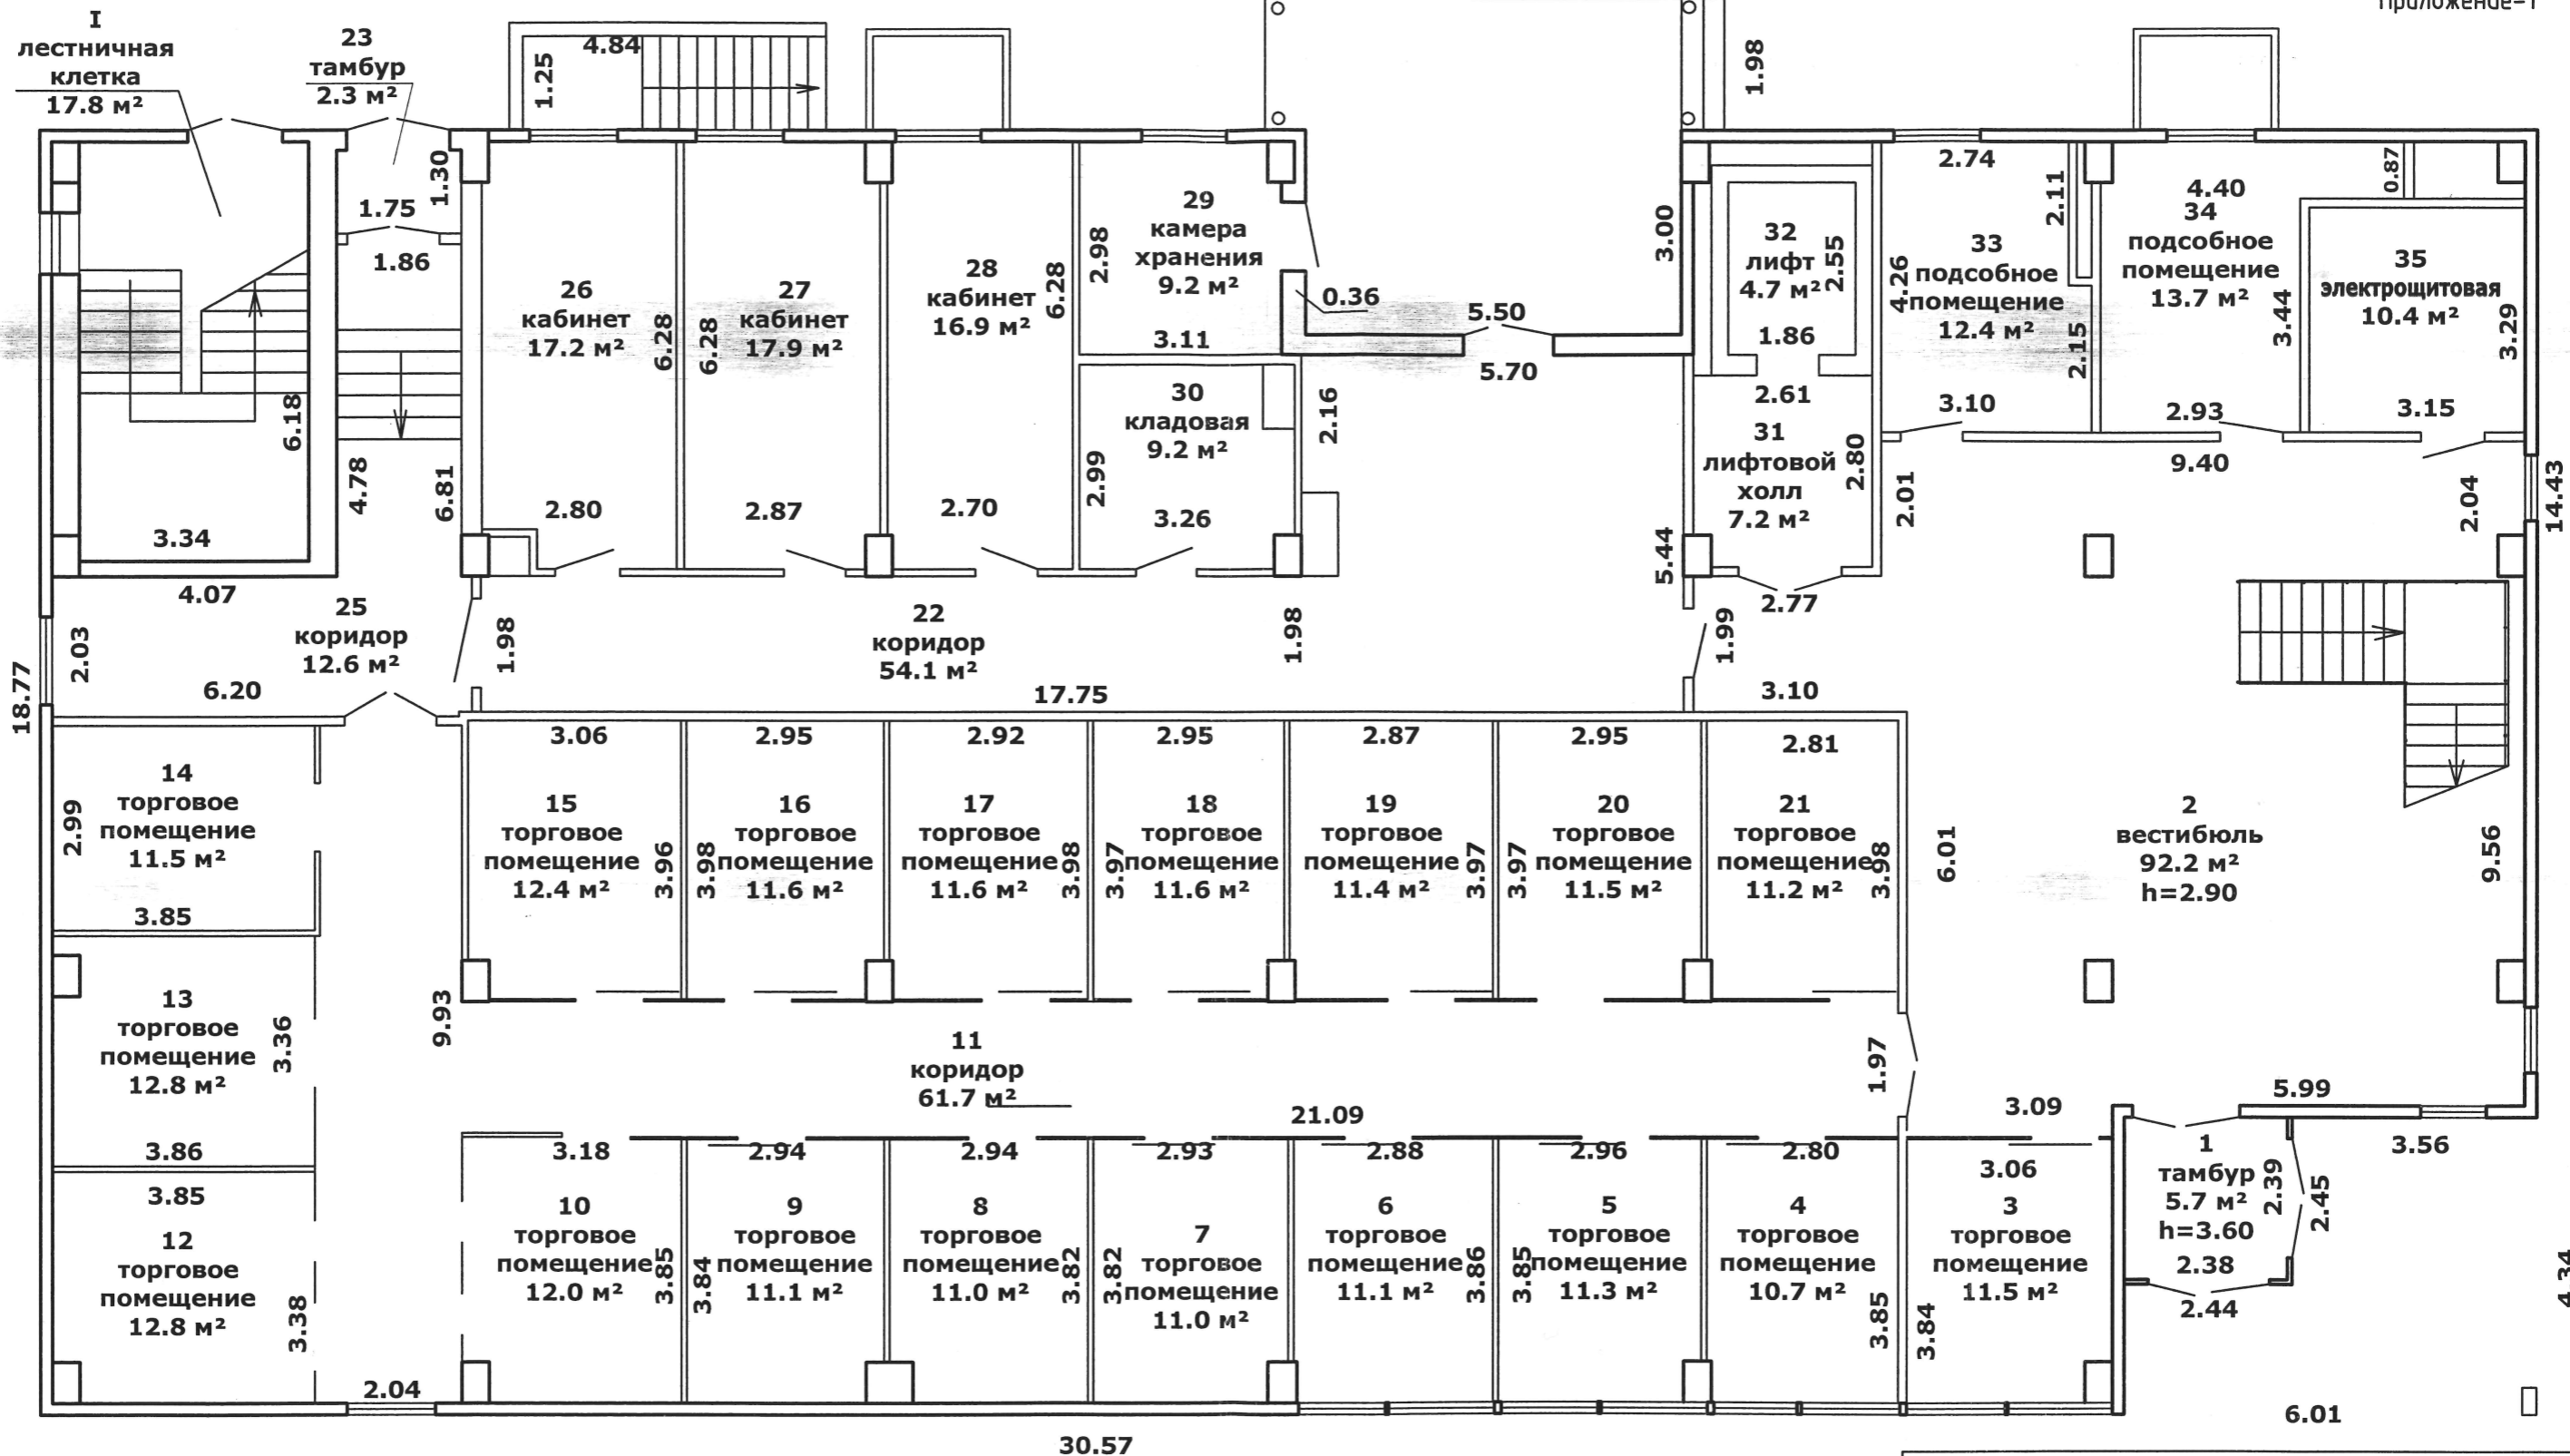 Приложение-1
I
лестничная
клетка
17.8 м²
23
тамбур
2.3 м²
4.84
1.25
1.98
1.30
1.75
1.86
6.18
3.34
4.78
6.81
26
кабинет
17.2 м²
6.28
2.80
27
кабинет
17.9 м²
6.28
2.87
28
кабинет
16.9 м²
6.28
2.70
29
камера
хранения
9.2 м²
2.98
3.11
0.36
30
кладовая
9.2 м²
2.99
3.26
2.16
5.50
5.70
3.00
32
лифт
4.7 м²
2.55
1.86
2.61
31
лифтовой
холл
7.2 м²
2.80
2.77
2.74
2.11
4.26
33
подсобное
помещение
12.4 м²
2.15
3.10
4.40
34
подсобное
помещение
13.7 м²
3.44
2.93
0.87
35
электрощитовая
10.4 м²
3.29
3.15
9.40
2.01
2.04
14.43
4.07
25
коридор
12.6 м²
2.03
6.20
18.77
1.98
22
коридор
54.1 м²
1.98
17.75
5.44
1.99
3.10
14
торговое
помещение
11.5 м²
2.99
3.85
3.06
15
торговое
помещение
12.4 м²
3.96
2.95
16
торговое
помещение
11.6 м²
3.98
2.92
17
торговое
помещение
11.6 м²
3.98
2.95
18
торговое
помещение
11.6 м²
3.97
2.87
19
торговое
помещение
11.4 м²
3.97
2.95
20
торговое
помещение
11.5 м²
3.97
2.81
21
торговое
помещение
11.2 м²
3.98
6.01
2
вестибюль
92.2 м²
h=2.90
9.56
13
торговое
помещение
12.8 м²
3.36
3.86
9.93
11
коридор
61.7 м²
21.09
1.97
3.09
5.99
3.56
3.85
12
торговое
помещение
12.8 м²
3.38
2.04
3.18
10
торговое
помещение
12.0 м²
3.85
2.94
9
торговое
помещение
11.1 м²
3.84
2.94
8
торговое
помещение
11.0 м²
3.82
2.93
7
торговое
помещение
11.0 м²
3.82
2.88
6
торговое
помещение
11.1 м²
3.86
2.96
5
торговое
помещение
11.3 м²
3.85
2.80
4
торговое
помещение
10.7 м²
3.85
3.06
3
торговое
помещение
11.5 м²
3.84
1
тамбур
5.7 м²
h=3.60
2.39
2.45
2.38
2.44
4.34
6.01
30.57